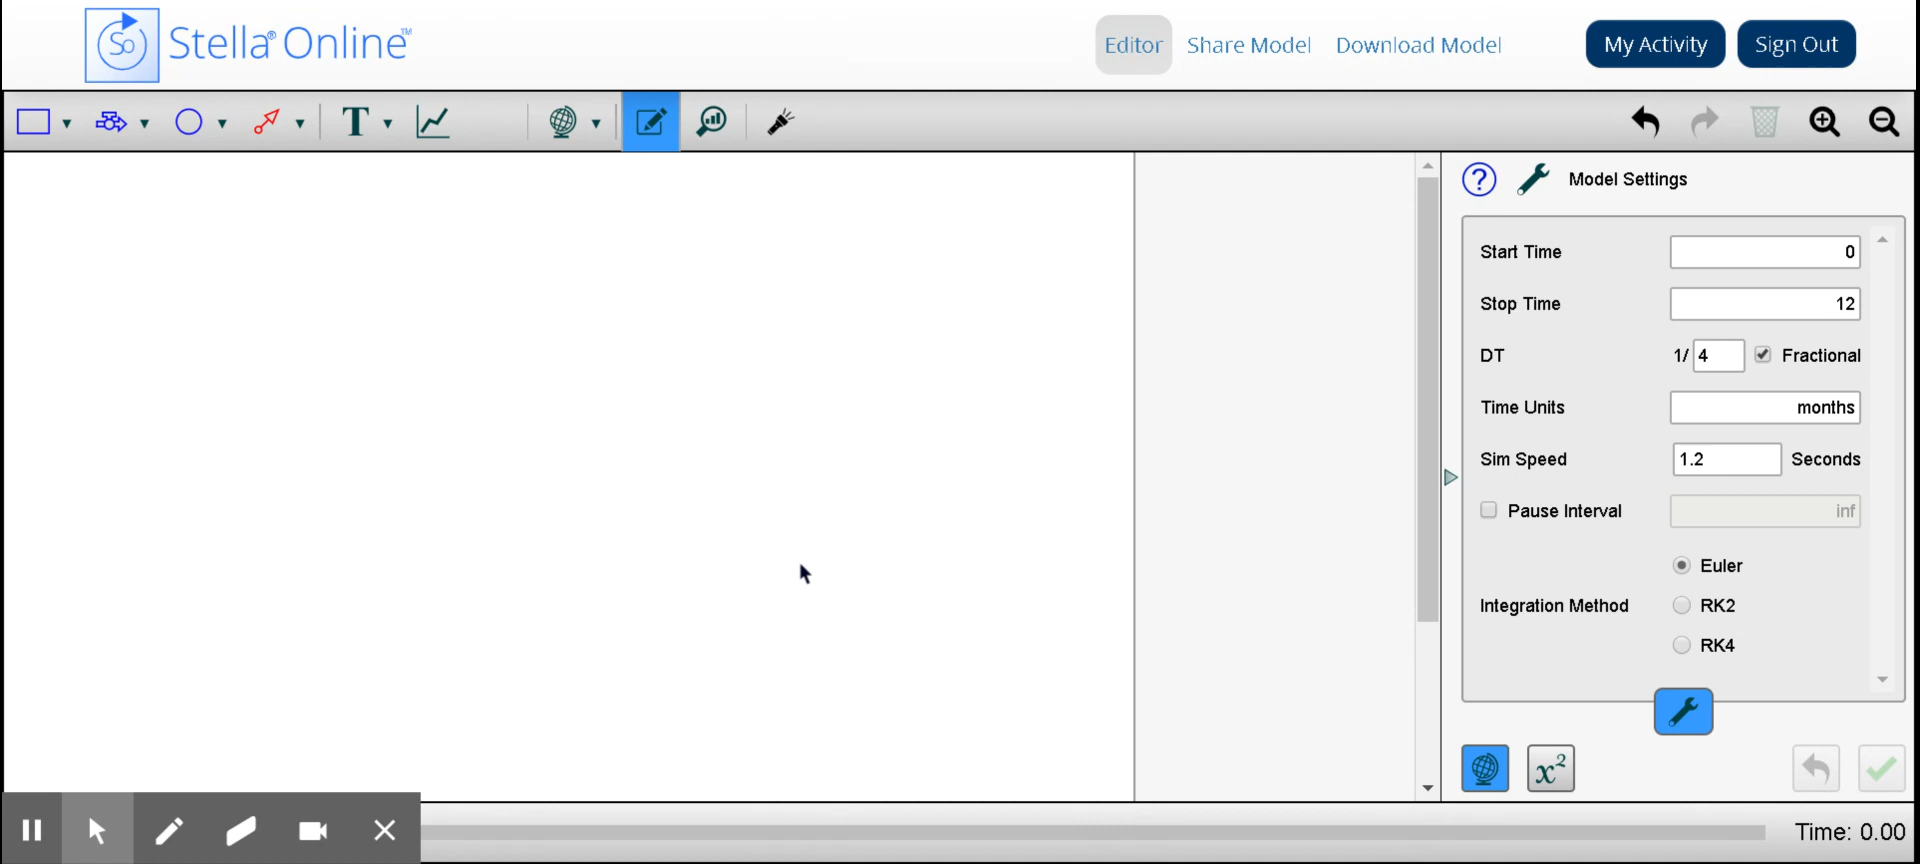 So Stella® Online™ Editor Share Model Download Model My Activity Sign Out
T
? Model Settings
Start Time 0
Stop Time 12
DT 1/ 4 Fractional
Time Units months
Sim Speed 1.2 Seconds
Pause Interval inf
Euler
Integration Method RK2
RK4
x²
Time: 0.00